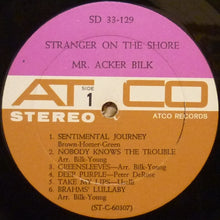 SD 33-129
STRANGER ON THE SHORE
MR. ACKER BILK
ATCO
SIDE
1
STEREO
ATCO RECORDS
1. SENTIMENTAL JOURNEY
Brown-Homer-Green
2. NOBODY KNOWS THE TROUBLE
Arr. Bilk-Young
3. GREENSLEEVES—Arr. Bilk-Young
4. DEEP PURPLE—Peter DeRose
5. TAKE MY LIPS—
6. BRAHMS' LULLABY
Arr. Bilk-Young
(ST-C-60307)